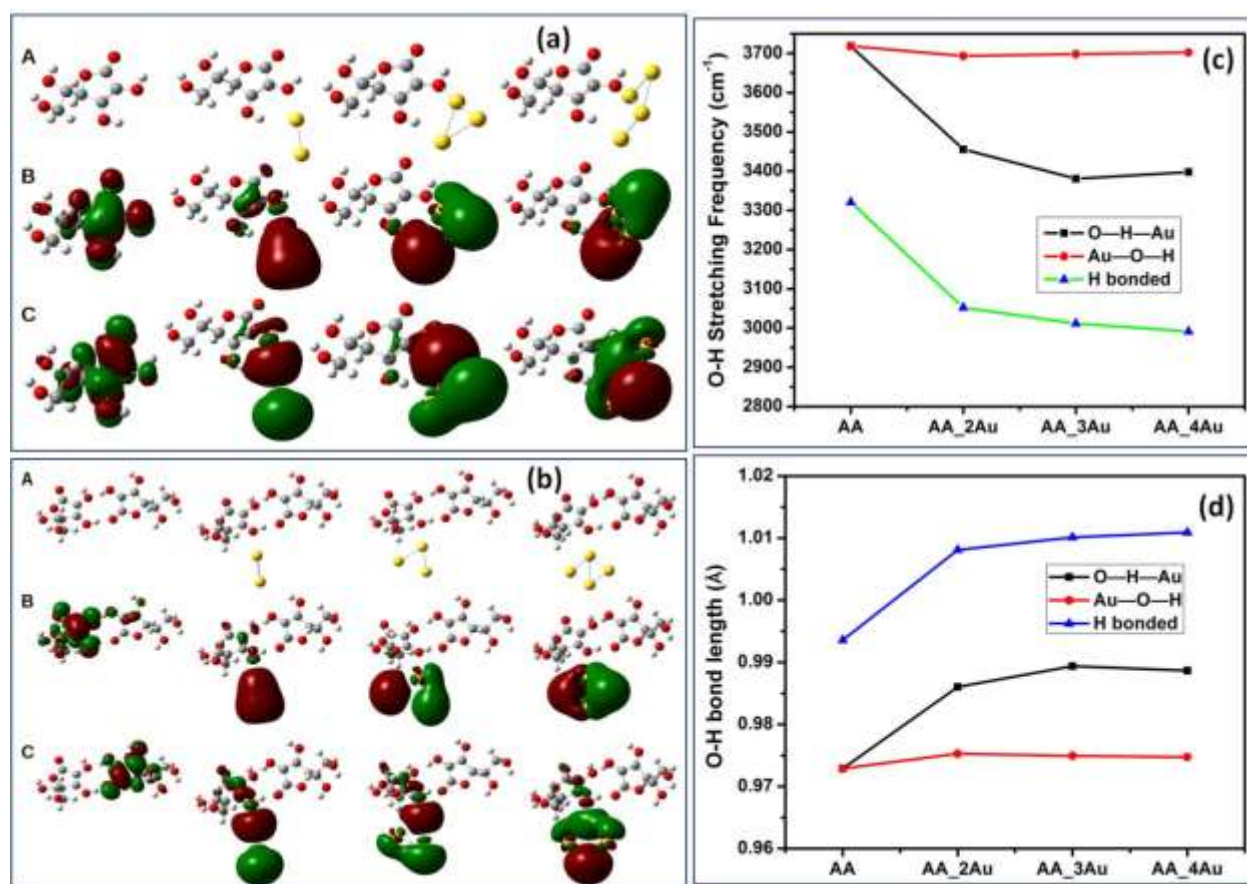 (a)
A
B
C
(b)
A
B
C
(c)
O-H Stretching Frequency (cm⁻¹)
3700
3600
3500
3400
3300
3200
3100
3000
2900
2800
O—H—Au
Au—O—H
H bonded
AA AA_2Au AA_3Au AA_4Au
(d)
O-H bond length (Å)
1.02
1.01
1.00
0.99
0.98
0.97
0.96
O—H—Au
Au—O—H
H bonded
AA AA_2Au AA_3Au AA_4Au